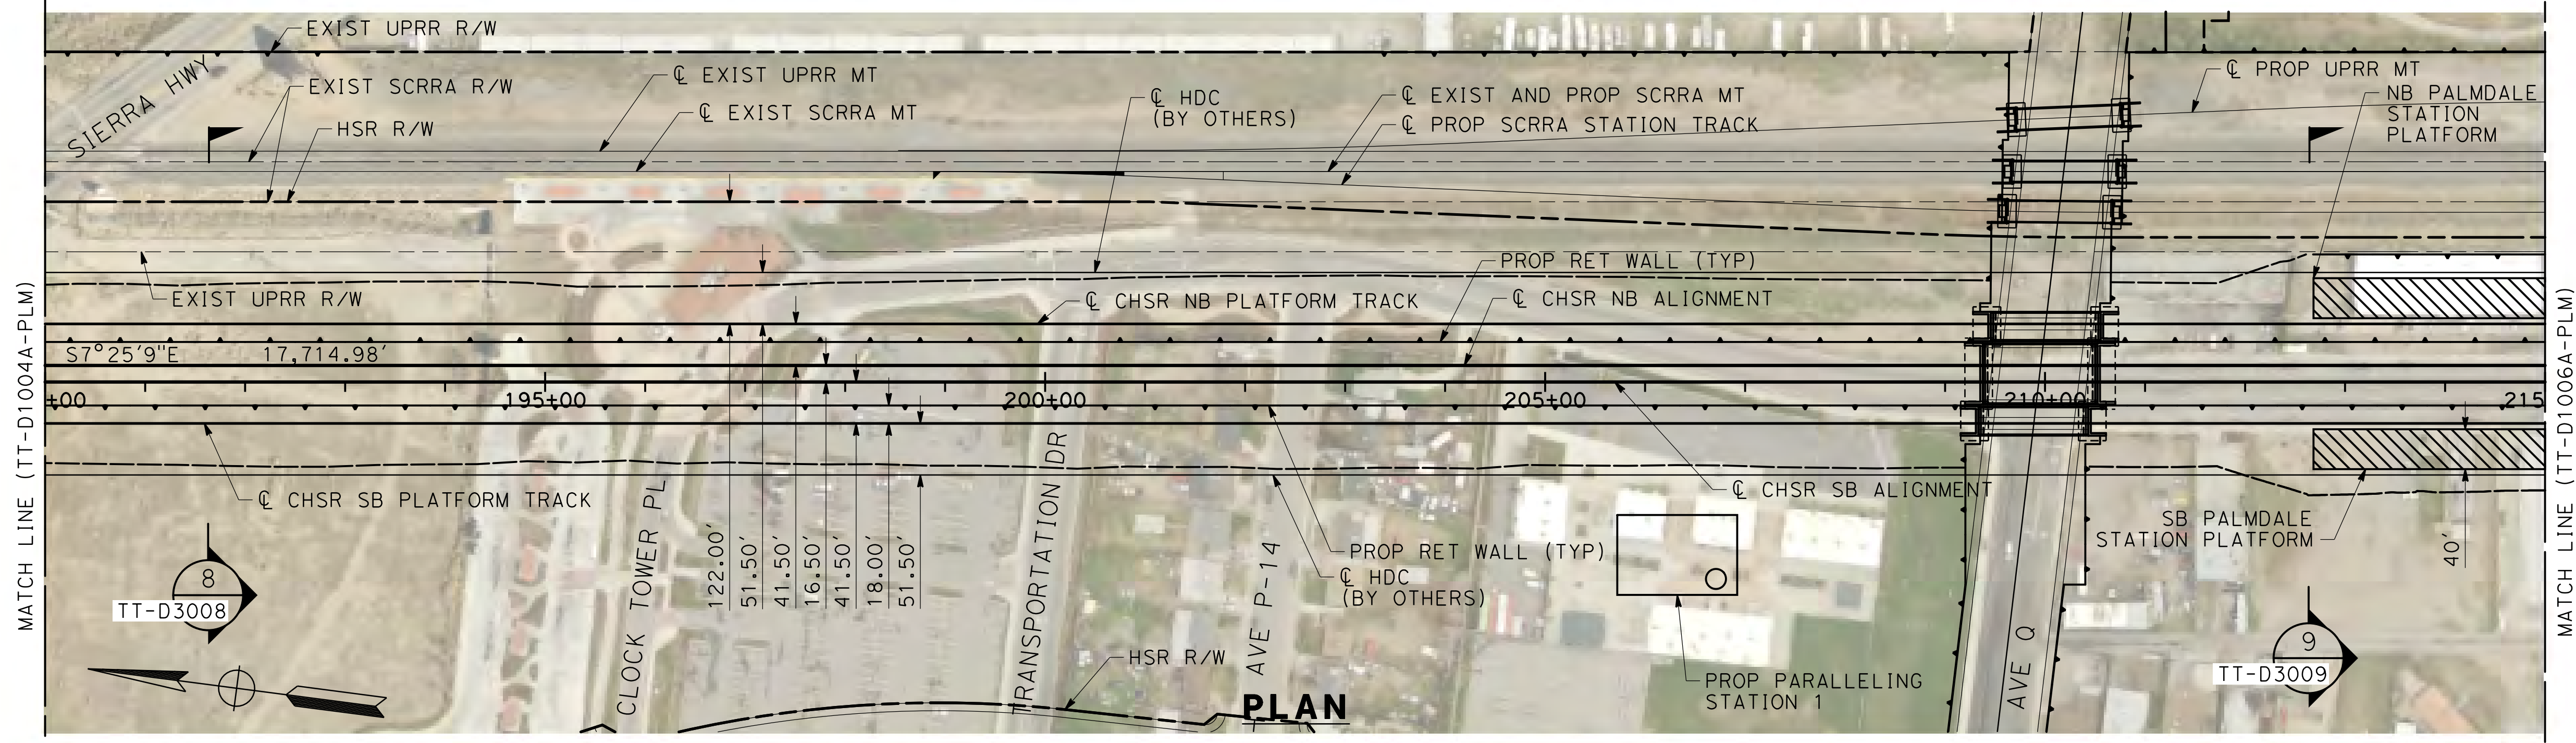 EXIST UPRR R/W
SIERRA HWY
EXIST SCRRA R/W
HSR R/W
℄ EXIST UPRR MT
℄ EXIST SCRRA MT
℄ HDC
(BY OTHERS)
℄ EXIST AND PROP SCRRA MT
℄ PROP SCRRA STATION TRACK
℄ PROP UPRR MT
NB PALMDALE
STATION
PLATFORM
EXIST UPRR R/W
PROP RET WALL (TYP)
℄ CHSR NB PLATFORM TRACK
℄ CHSR NB ALIGNMENT
MATCH LINE (TT-D1004A-PLM)
MATCH LINE (TT-D1006A-PLM)
S7°25'9"E
17,714.98'
+00
195+00
200+00
205+00
210+00
215
℄ CHSR SB PLATFORM TRACK
℄ CHSR SB ALIGNMENT
SB PALMDALE
STATION PLATFORM
40'
122.00'
51.50'
41.50'
16.50'
41.50'
18.00'
51.50'
PROP RET WALL (TYP)
℄ HDC
(BY OTHERS)
CLOCK TOWER PL
TRANSPORTATION DR
AVE P-14
AVE Q
8
TT-D3008
9
TT-D3009
HSR R/W
PROP PARALLELING
STATION 1
PLAN